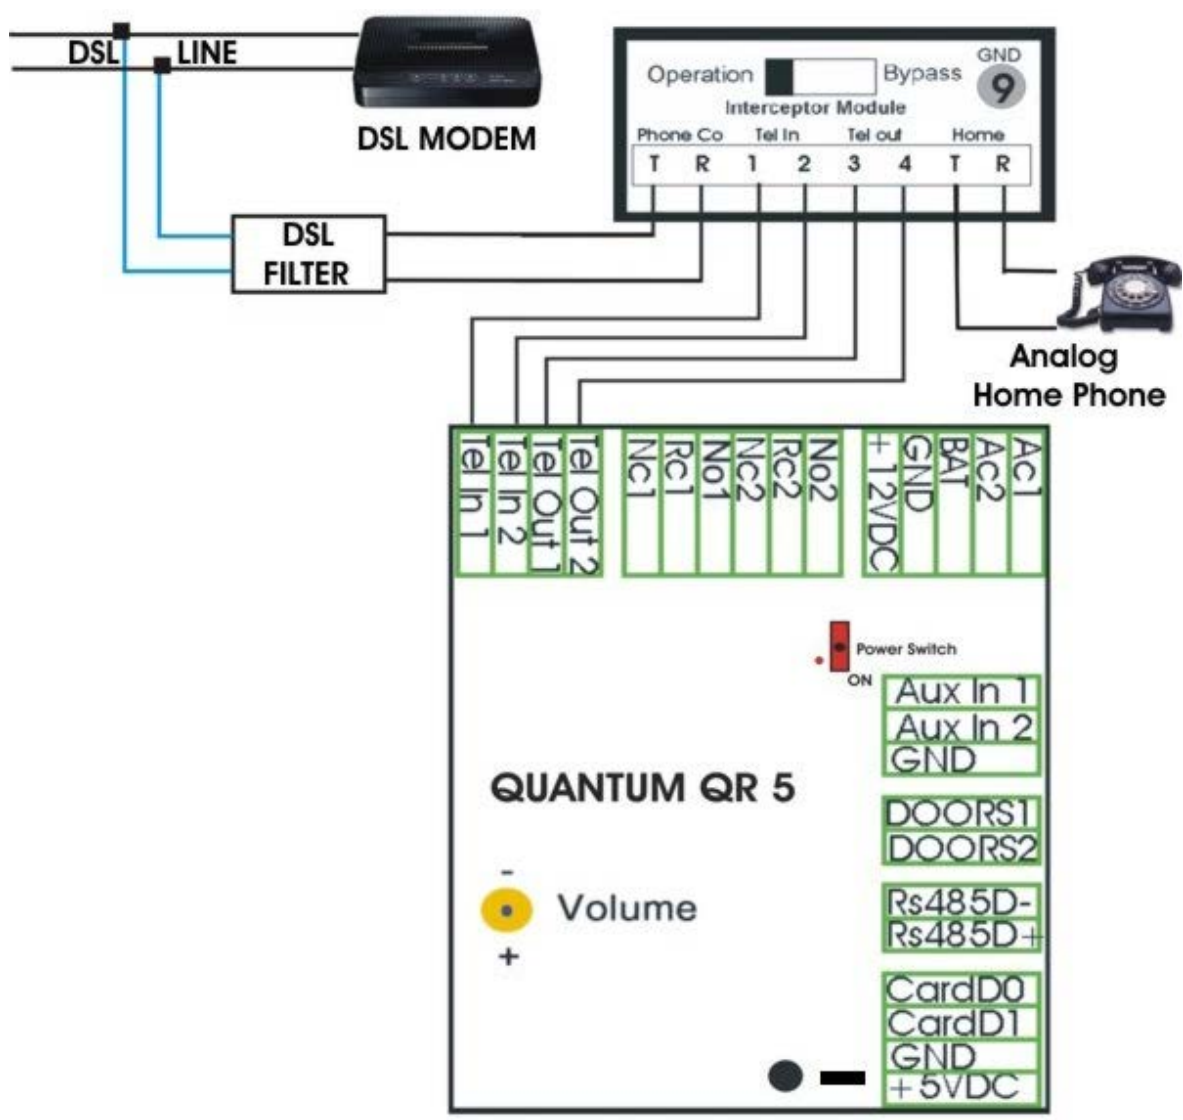 DSL LINE
DSL MODEM
Operation Bypass GND
9
Interceptor Module
Phone Co Tel In Tel out Home
T R 1 2 3 4 T R
DSL
FILTER
Analog
Home Phone
Tel In 1
Tel In 2
Tel Out 1
Tel Out 2
Nc1
Rc1
No1
Nc2
Rc2
No2
+12VDC
GND
BAT
Ac2
Ac1
Power Switch
ON
Aux In 1
Aux In 2
GND
QUANTUM QR 5
DOORS1
DOORS2
-
Volume
+
Rs485D-
Rs485D+
CardD0
CardD1
GND
+5VDC